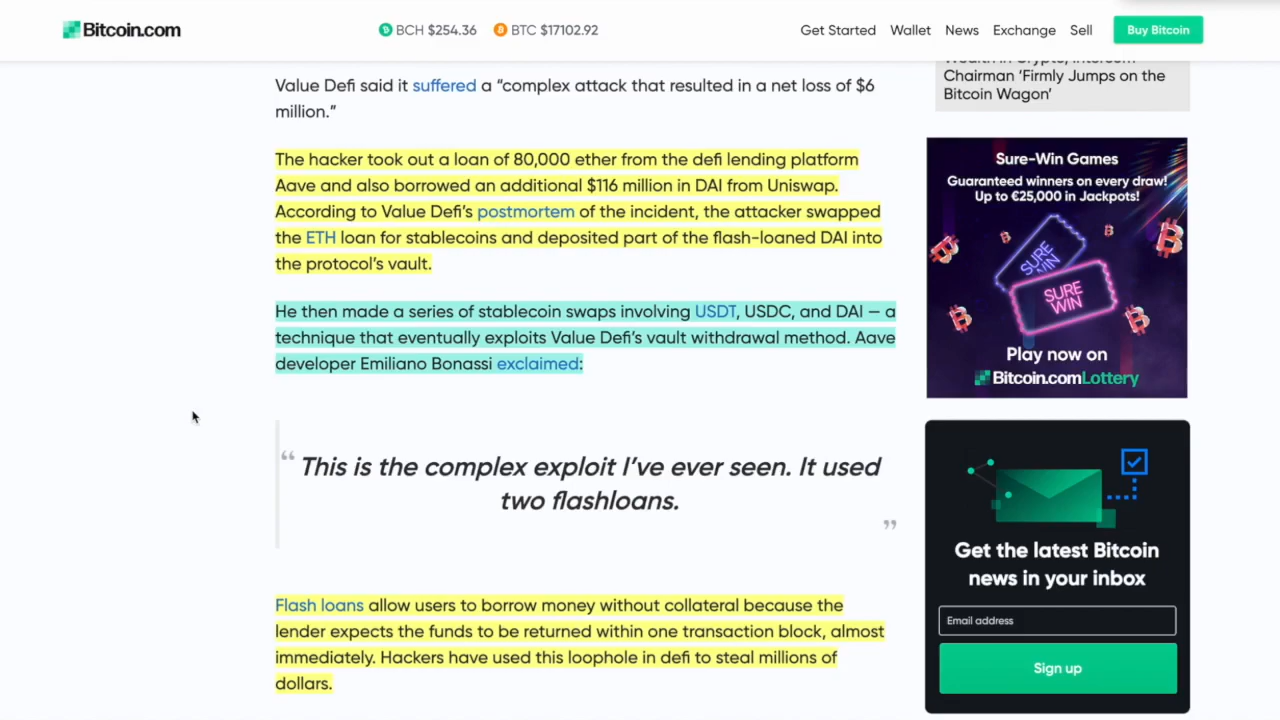 Bitcoin.com
BCH $254.36
BTC $17102.92
Get Started
Wallet
News
Exchange
Sell
Buy Bitcoin
Value Defi said it suffered a “complex attack that resulted in a net loss of $6
million.”
The hacker took out a loan of 80,000 ether from the defi lending platform
Aave and also borrowed an additional $116 million in DAI from Uniswap.
According to Value Defi’s postmortem of the incident, the attacker swapped
the ETH loan for stablecoins and deposited part of the flash-loaned DAI into
the protocol’s vault.
He then made a series of stablecoin swaps involving USDT, USDC, and DAI — a
technique that eventually exploits Value Defi’s vault withdrawal method. Aave
developer Emiliano Bonassi exclaimed:
“ This is the complex exploit I’ve ever seen. It used
two flashloans.
”
Flash loans allow users to borrow money without collateral because the
lender expects the funds to be returned within one transaction block, almost
immediately. Hackers have used this loophole in defi to steal millions of
dollars.
Wealth in Crypto, Intercom
Chairman ‘Firmly Jumps on the
Bitcoin Wagon’
Sure-Win Games
Guaranteed winners on every draw!
Up to €25,000 in Jackpots!
SURE
WIN
SURE
WIN
Play now on
Bitcoin.comLottery
Get the latest Bitcoin
news in your inbox
Email address
Sign up